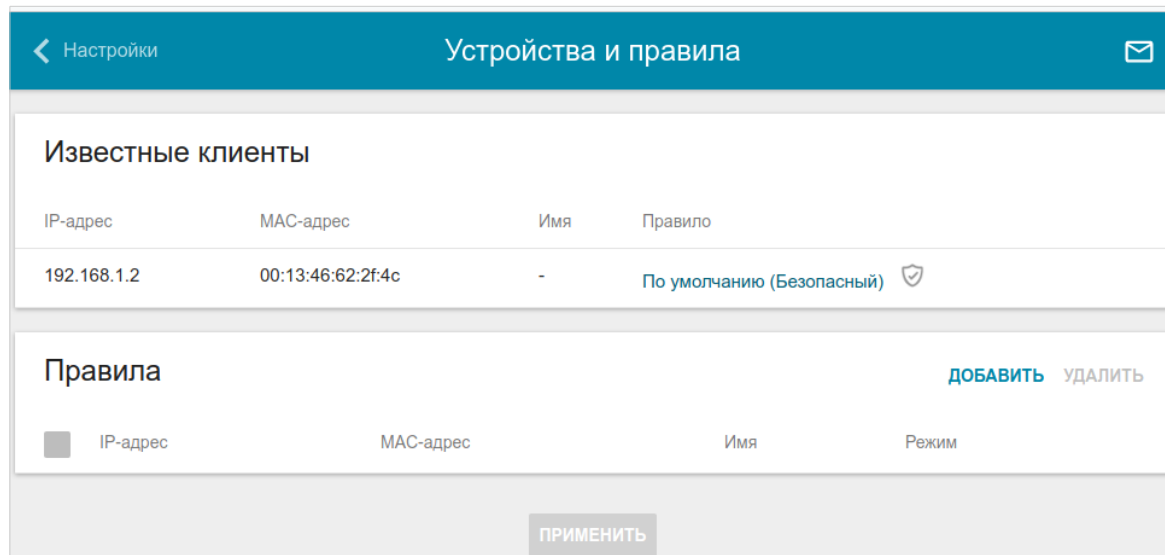 Настройки Устройства и правила
Известные клиенты
IP-адрес MAC-адрес Имя Правило
192.168.1.2 00:13:46:62:2f:4c - По умолчанию (Безопасный)
Правила ДОБАВИТЬ УДАЛИТЬ
IP-адрес MAC-адрес Имя Режим
ПРИМЕНИТЬ